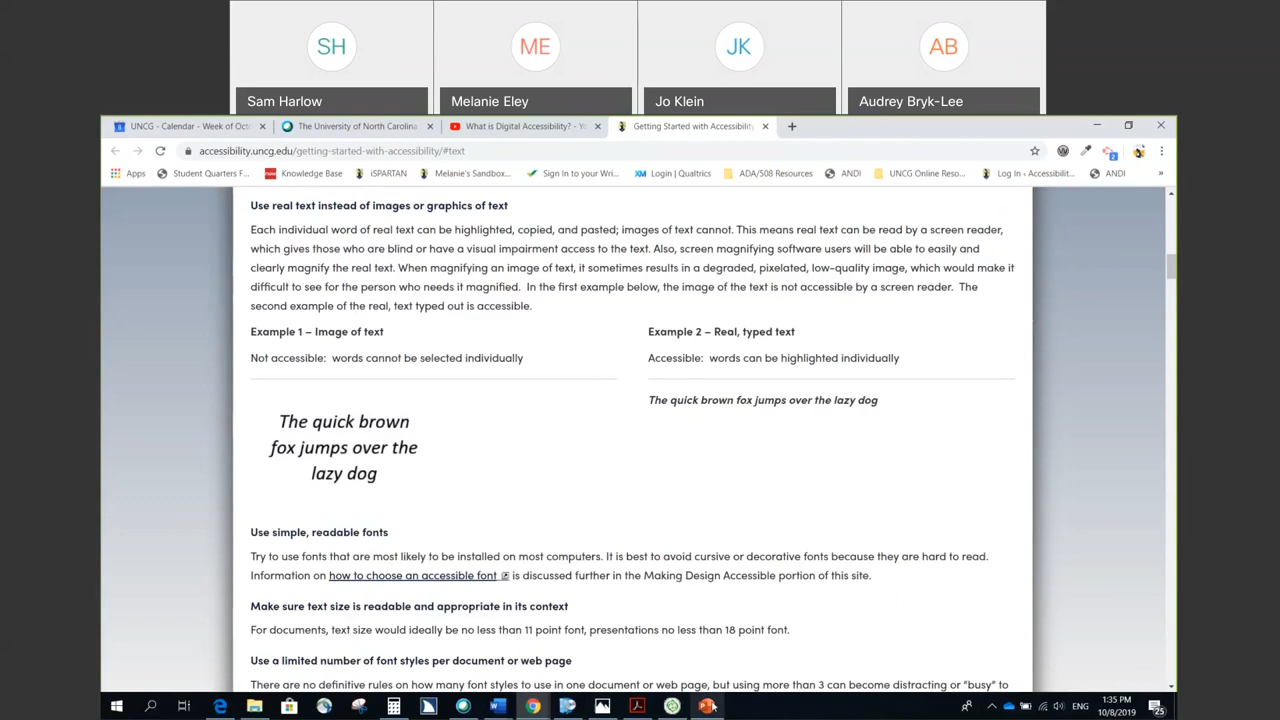 SH
ME
JK
AB
Sam Harlow
Melanie Eley
Jo Klein
Audrey Bryk-Lee
UNCG - Calendar - Week of Octo
The University of North Carolina
What is Digital Accessibility? - Yo
Getting Started with Accessibility
accessibility.uncg.edu/getting-started-with-accessibility/#text
2
Apps
Student Quarters F...
Knowledge Base
iSPARTAN
Melanie's Sandbox...
Sign In to your Wri...
Log In | Qualtrics
ADA/508 Resources
ANDI
UNCG Online Reso...
Log In ‹ Accessibilit...
ANDI
»
Use real text instead of images or graphics of text
Each individual word of real text can be highlighted, copied, and pasted; images of text cannot. This means real text can be read by a screen reader,
which gives those who are blind or have a visual impairment access to the text. Also, screen magnifying software users will be able to easily and
clearly magnify the real text. When magnifying an image of text, it sometimes results in a degraded, pixelated, low-quality image, which would make it
difficult to see for the person who needs it magnified. In the first example below, the image of the text is not accessible by a screen reader. The
second example of the real, text typed out is accessible.
Example 1 – Image of text
Not accessible: words cannot be selected individually
The quick brown
fox jumps over the
lazy dog
Example 2 – Real, typed text
Accessible: words can be highlighted individually
The quick brown fox jumps over the lazy dog
Use simple, readable fonts
Try to use fonts that are most likely to be installed on most computers. It is best to avoid cursive or decorative fonts because they are hard to read.
Information on how to choose an accessible font is discussed further in the Making Design Accessible portion of this site.
Make sure text size is readable and appropriate in its context
For documents, text size would ideally be no less than 11 point font, presentations no less than 18 point font.
Use a limited number of font styles per document or web page
There are no definitive rules on how many font styles to use in one document or web page, but using more than 3 can become distracting or “busy” to
ENG
1:35 PM
10/8/2019
25